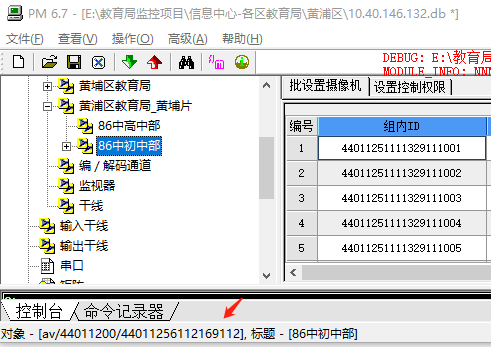 PM 6.7 - [E:\教育局监控项目\信息中心-各区教育局\黄浦区\10.40.146.132.db *]
文件(F) 查看(V) 操作(O) 高级(A) 帮助(H)
DEBUG: E:\教育局
MODULE_INFO: NNN
黄埔区教育局
黄浦区教育局_黄埔片
86中高中部
86中初中部
编 / 解码通道
监视器
干线
输入干线
输出干线
串口
批设置摄像机 设置控制权限
编号 组内ID
1 44011251111329111001
2 44011251111329111002
3 44011251111329111003
4 44011251111329111004
5 44011251111329111005
控制台 命令记录器
对象 - [av/44011200/44011256112169112], 标题 - [86中初中部]